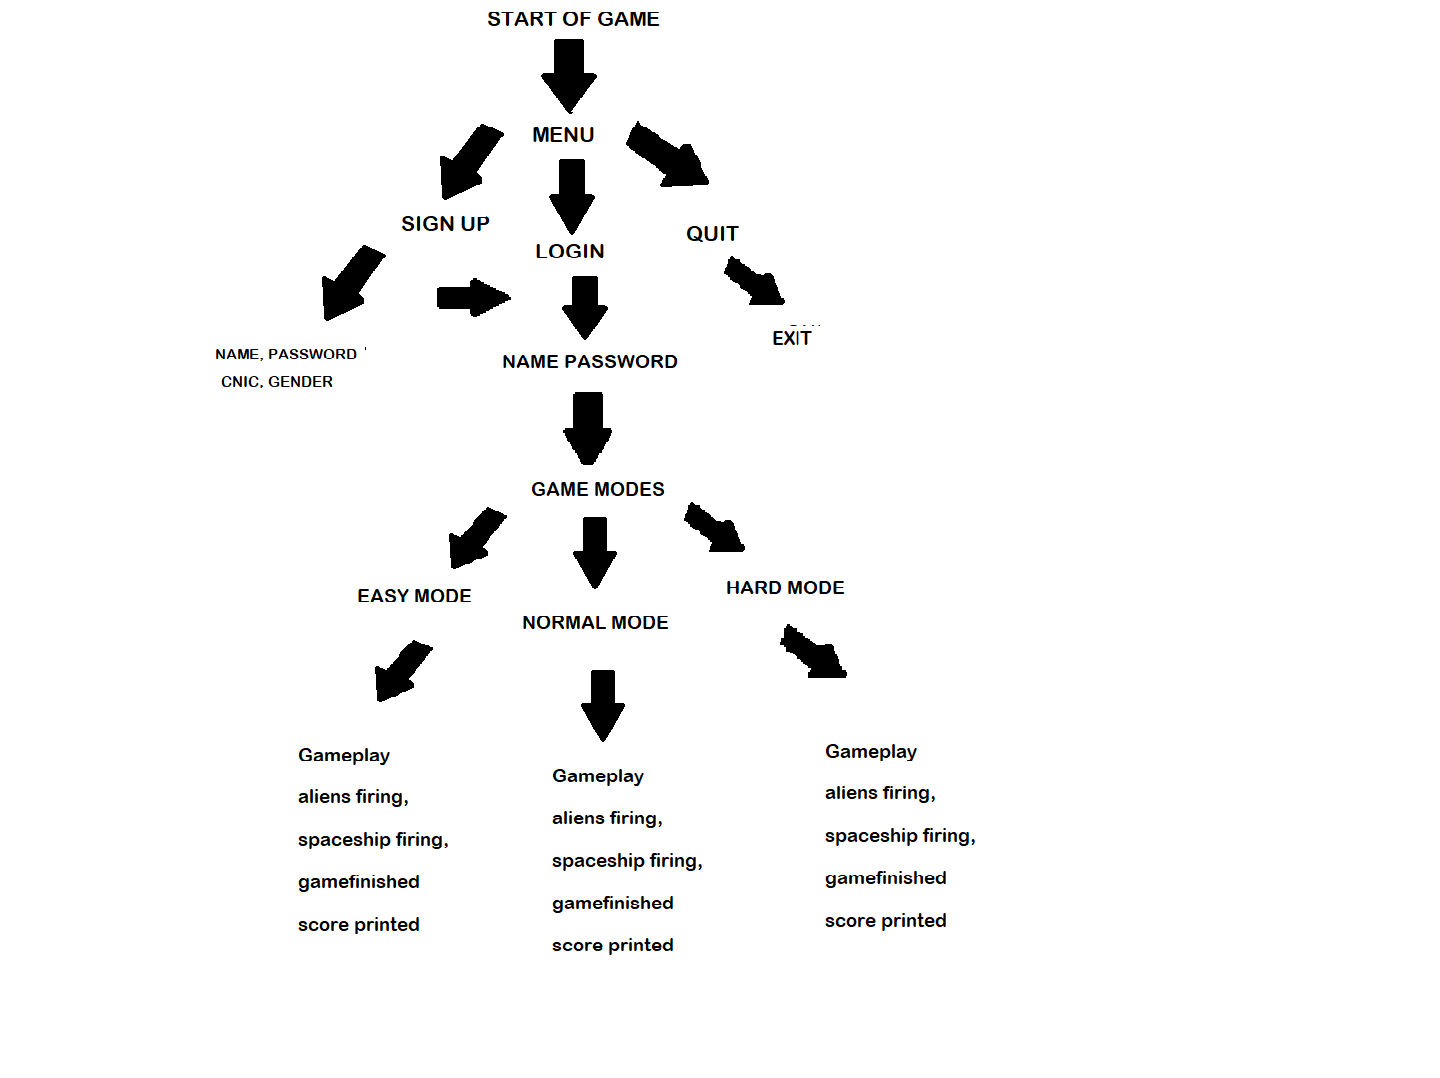 START OF GAME
MENU
SIGN UP
LOGIN
QUIT
EXIT
NAME, PASSWORD
CNIC, GENDER
NAME PASSWORD
GAME MODES
EASY MODE
NORMAL MODE
HARD MODE
Gameplay
aliens firing,
spaceship firing,
gamefinished
score printed
Gameplay
aliens firing,
spaceship firing,
gamefinished
score printed
Gameplay
aliens firing,
spaceship firing,
gamefinished
score printed